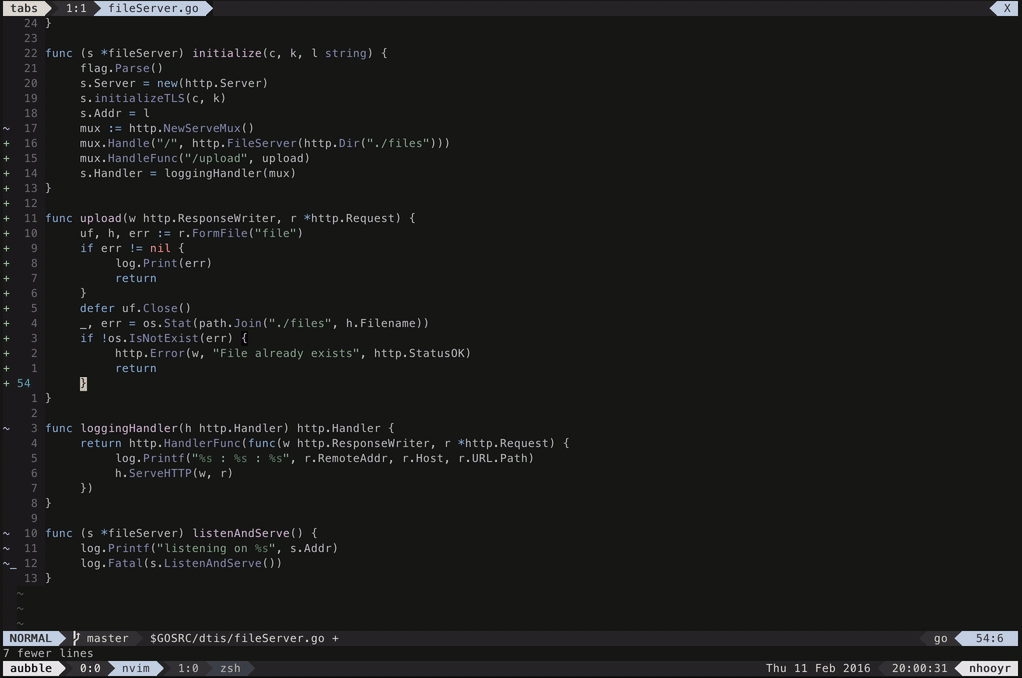 tabs 1:1 fileServer.go X
24 }
23
22 func (s *fileServer) initialize(c, k, l string) {
21 flag.Parse()
20 s.Server = new(http.Server)
19 s.initializeTLS(c, k)
18 s.Addr = l
~ 17 mux := http.NewServeMux()
+ 16 mux.Handle("/", http.FileServer(http.Dir("./files")))
+ 15 mux.HandleFunc("/upload", upload)
+ 14 s.Handler = loggingHandler(mux)
+ 13 }
+ 12
+ 11 func upload(w http.ResponseWriter, r *http.Request) {
+ 10 uf, h, err := r.FormFile("file")
+ 9 if err != nil {
+ 8 log.Print(err)
+ 7 return
+ 6 }
+ 5 defer uf.Close()
+ 4 _, err = os.Stat(path.Join("./files", h.Filename))
+ 3 if !os.IsNotExist(err) {
+ 2 http.Error(w, "File already exists", http.StatusOK)
+ 1 return
+ 54 }
1 }
2
~ 3 func loggingHandler(h http.Handler) http.Handler {
4 return http.HandlerFunc(func(w http.ResponseWriter, r *http.Request) {
5 log.Printf("%s : %s : %s", r.RemoteAddr, r.Host, r.URL.Path)
6 h.ServeHTTP(w, r)
7 })
8 }
9
~ 10 func (s *fileServer) listenAndServe() {
~ 11 log.Printf("listening on %s", s.Addr)
~_ 12 log.Fatal(s.ListenAndServe())
13 }
~
~
~
NORMAL master $GOSRC/dtis/fileServer.go + go 54:6
7 fewer lines
aubble 0:0 nvim 1:0 zsh Thu 11 Feb 2016 20:00:31 nhooyr